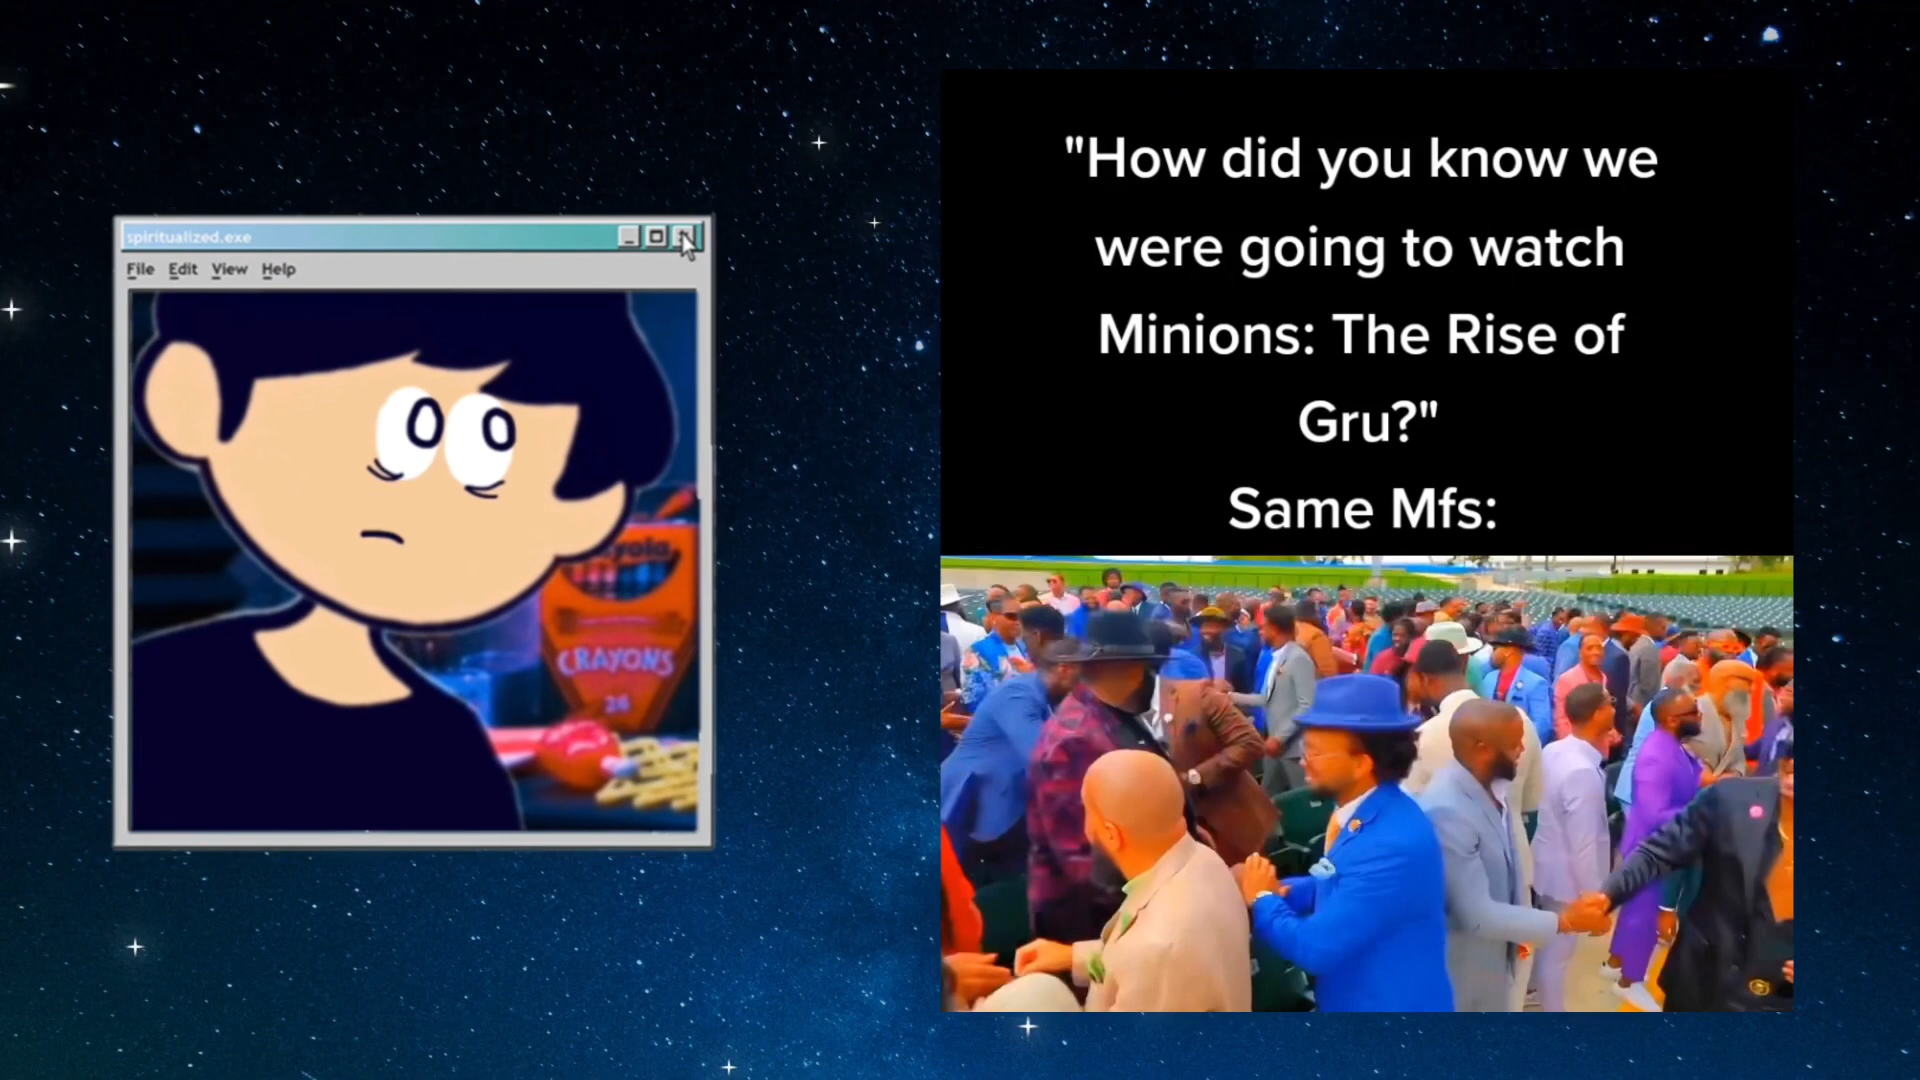 spiritualized.exe
File Edit View Help
CRAYONS
"How did you know we
were going to watch
Minions: The Rise of
Gru?"
Same Mfs: